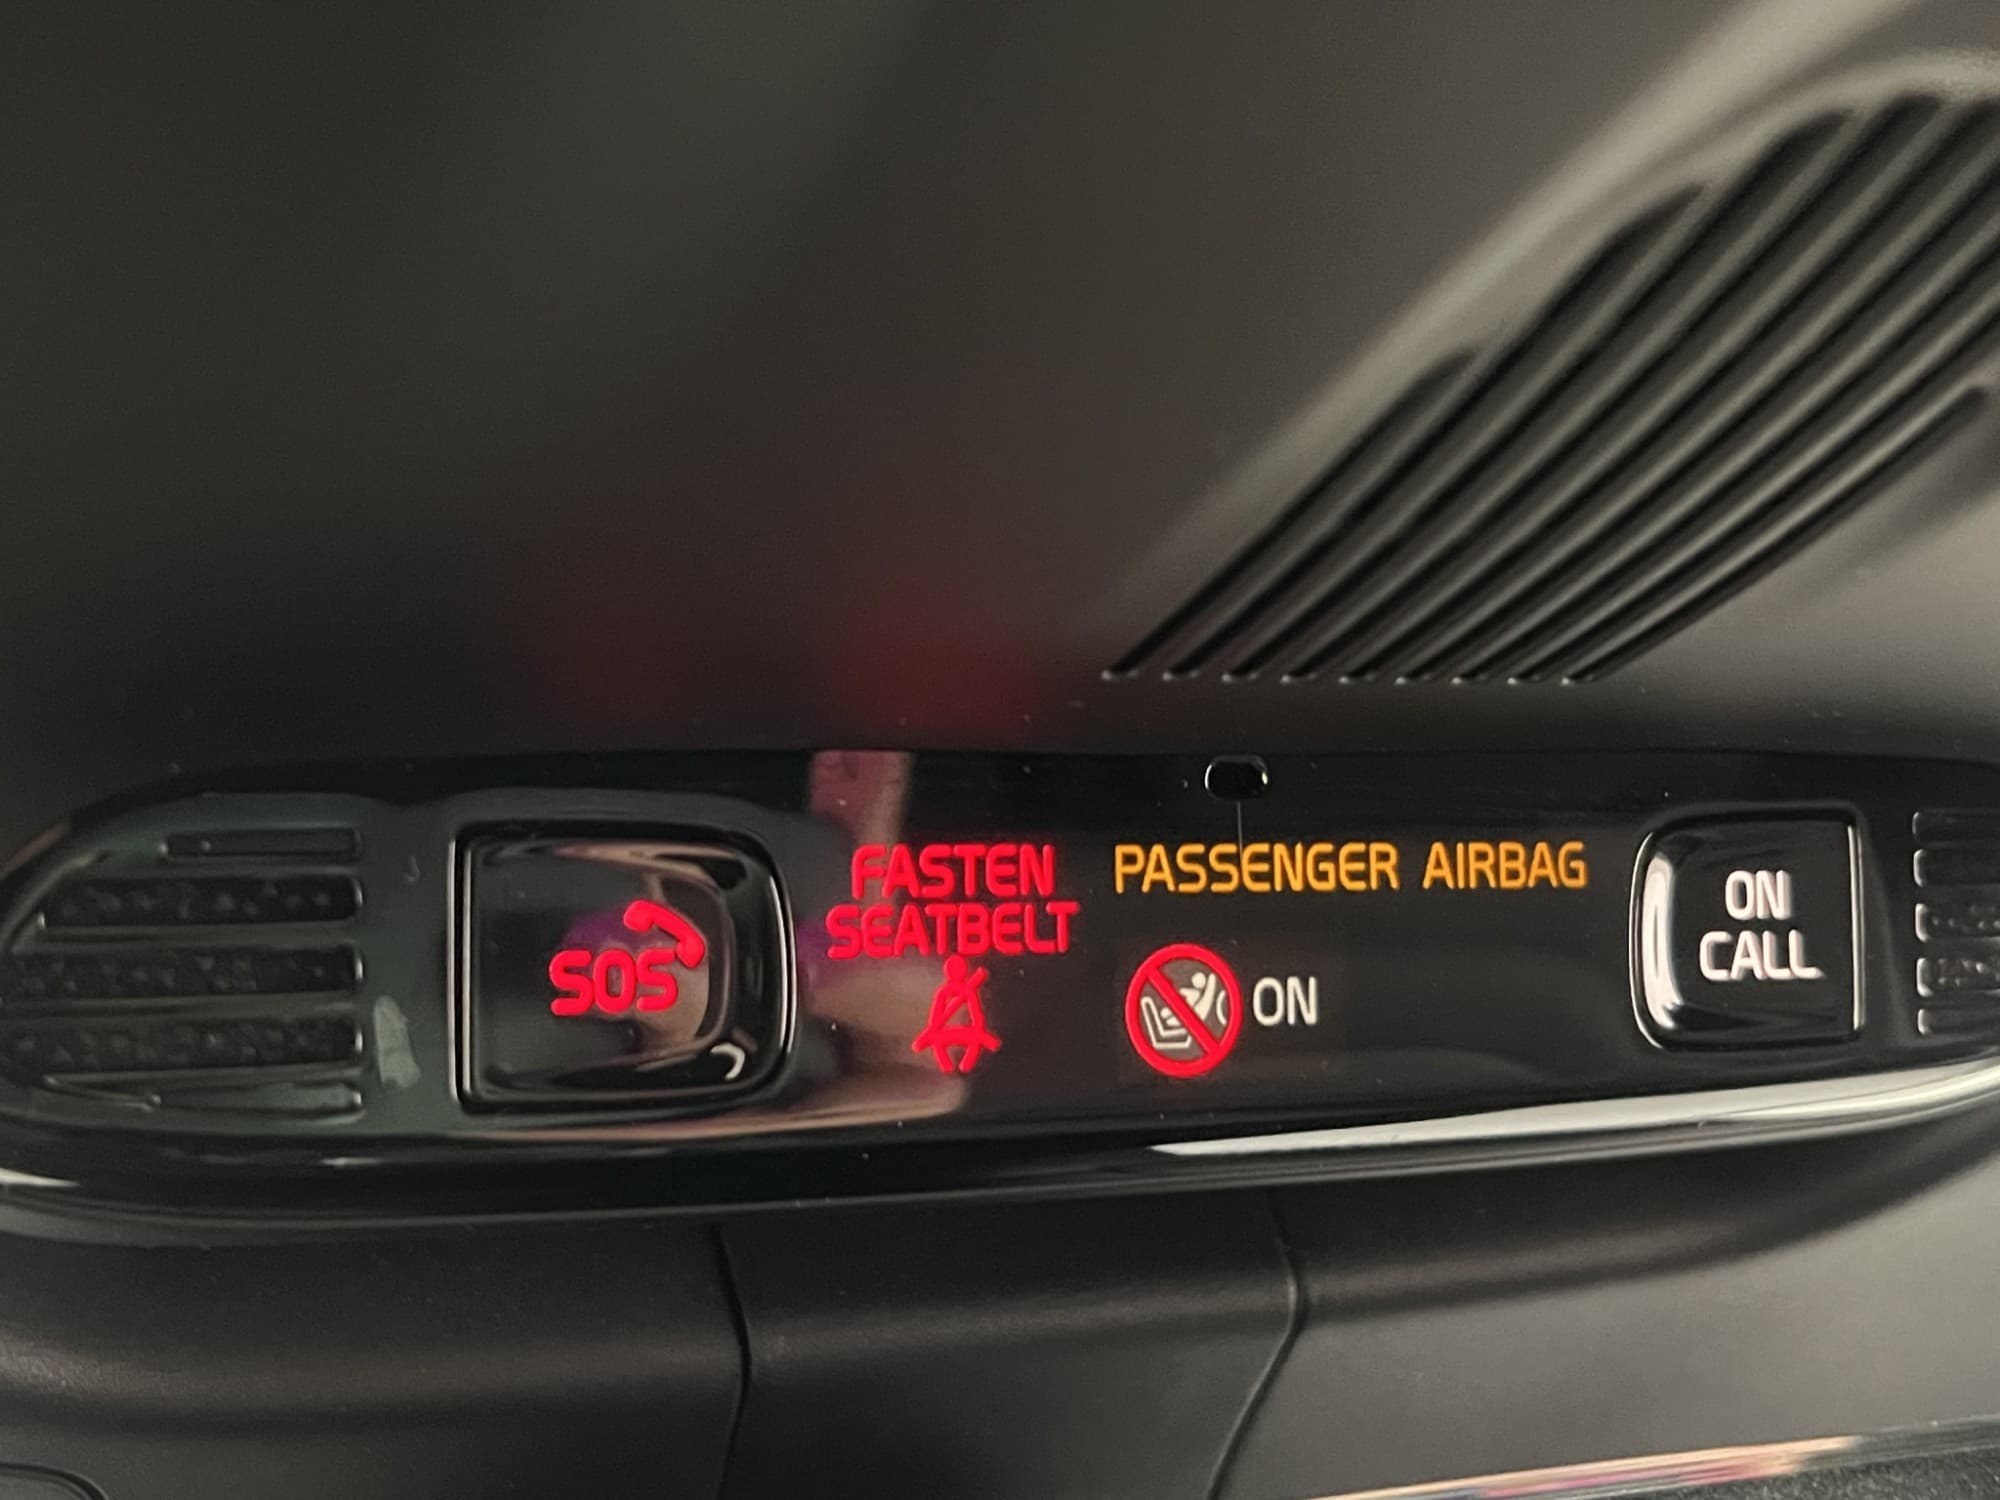 SOS
FASTEN
SEATBELT
PASSENGER AIRBAG
ON
ON
CALL